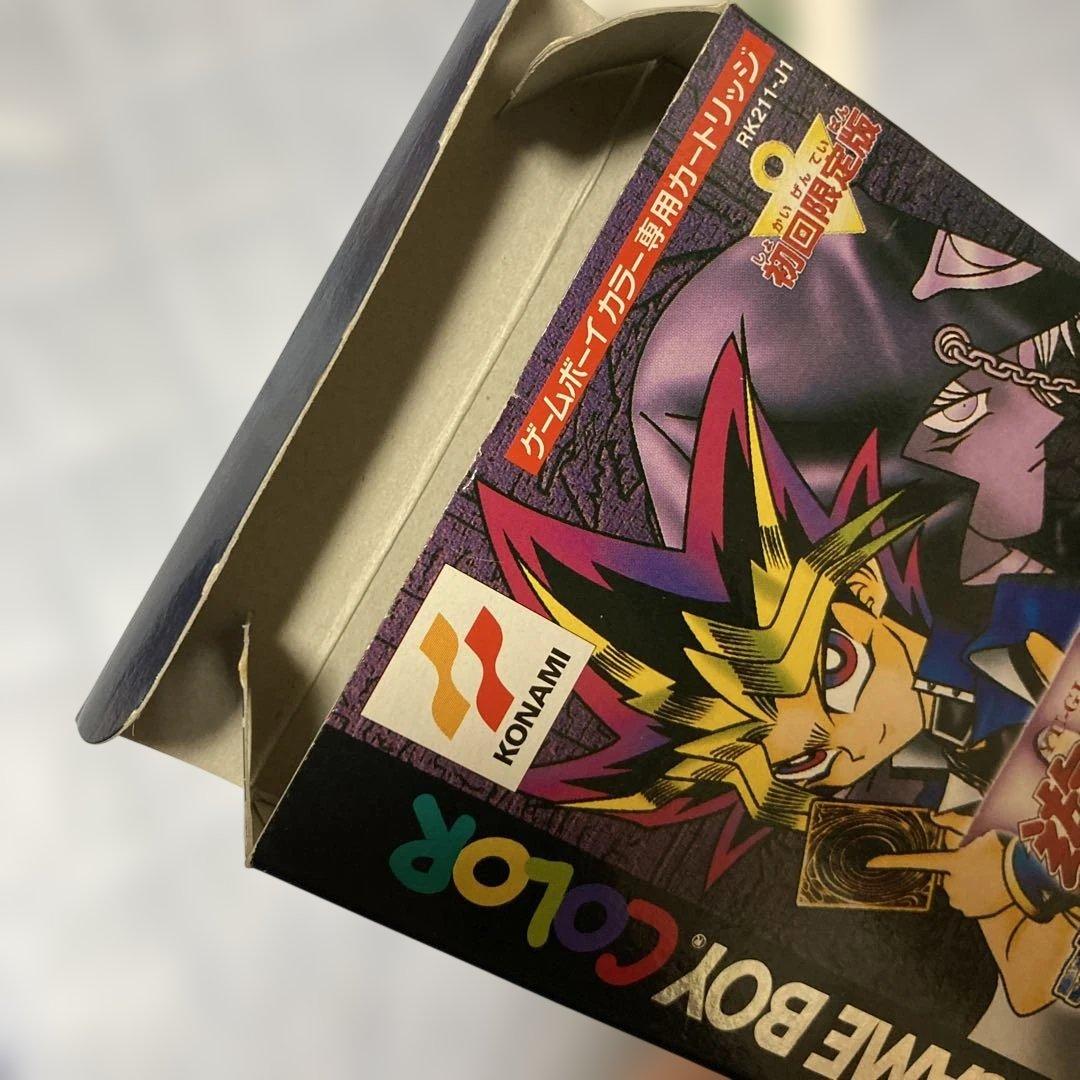 ゲームボーイカラー専用カートリッジ
RK211-J1
しょかいげんていばん
初回限定版
KONAMI
GAME BOY® COLOR